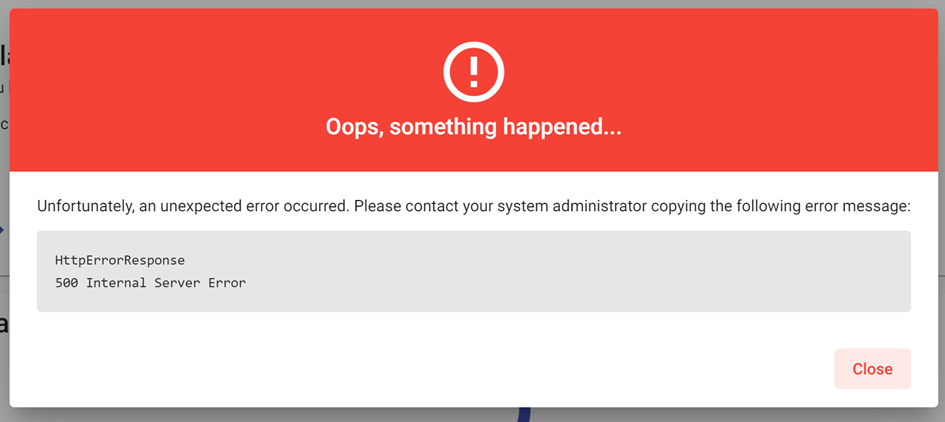 Oops, something happened...
Unfortunately, an unexpected error occurred. Please contact your system administrator copying the following error message:
HttpErrorResponse
500 Internal Server Error
Close